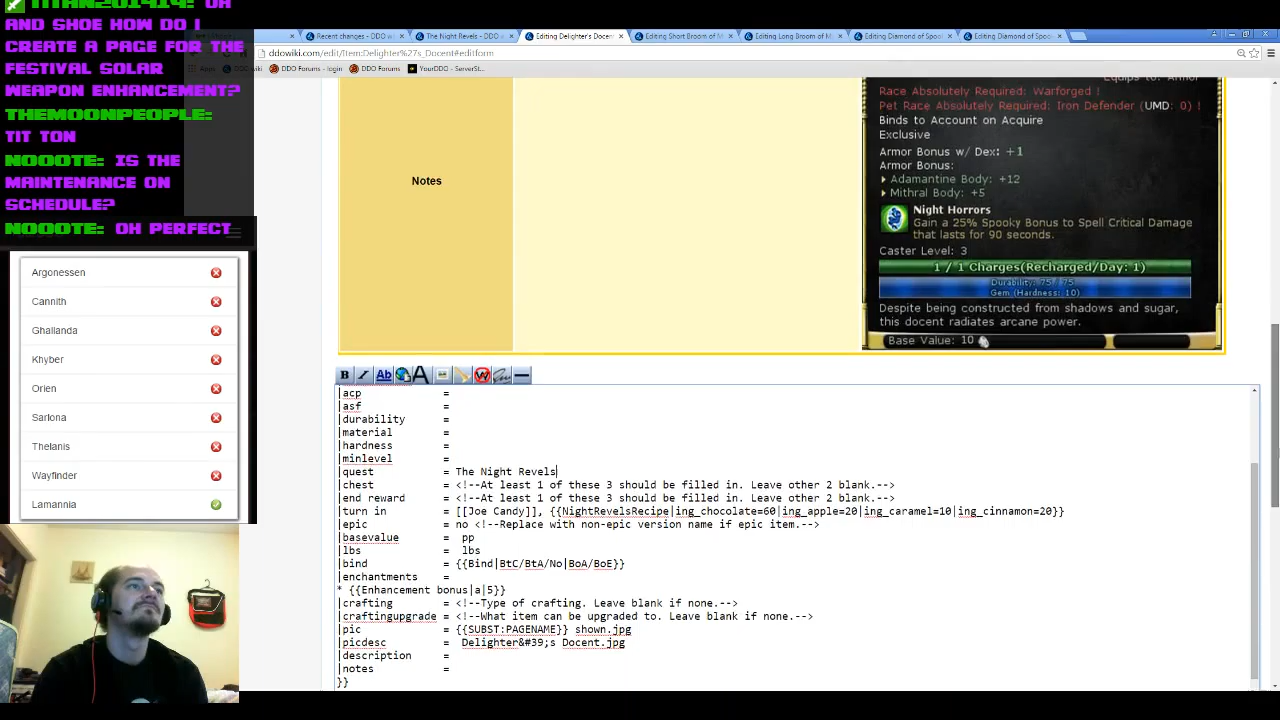 TITAN201414: OH
AND SHOE HOW DO I
CREATE A PAGE FOR THE
FESTIVAL SOLAR
WEAPON ENHANCEMENT?
THEMOONPEOPLE:
TIT TON
NOOOTE: IS THE
MAINTENANCE ON
SCHEDULE?
NOOOTE: OH PERFECT
Argonessen
Cannith
Ghallanda
Khyber
Orien
Sarlona
Thelanis
Wayfinder
Lamannia
Recent changes - DDO w
The Night Revels - DDO
Editing Delighter's Docent
Editing Short Broom of M
Editing Long Broom of M
Editing Diamond of Spoo
Editing Diamond of Spoo
ddowiki.com/edit/Item:Delighter%27s_Docent#editform
DDO Forums - login
DDO Forums
YourDDO - ServerSt...
Notes
Equips to: Armor
Race Absolutely Required: Warforged !
Pet Race Absolutely Required: Iron Defender (UMD: 0) !
Binds to Account on Acquire
Exclusive
Armor Bonus w/ Dex: +1
Armor Bonus:
Adamantine Body: +12
Mithral Body: +5
Night Horrors
Gain a 25% Spooky Bonus to Spell Critical Damage
that lasts for 90 seconds.
Caster Level: 3
1 / 1 Charges(Recharged/Day: 1)
Durability: 75 / 75
Gem (Hardness: 10)
Despite being constructed from shadows and sugar,
this docent radiates arcane power.
Base Value: 10
B I Ab A W
|acp =
|asf =
|durability =
|material =
|hardness =
|minlevel =
|quest = The Night Revels
|chest = <!--At least 1 of these 3 should be filled in. Leave other 2 blank.-->
|end reward = <!--At least 1 of these 3 should be filled in. Leave other 2 blank.-->
|turn in = [[Joe Candy]], {{NightRevelsRecipe|ing_chocolate=60|ing_apple=20|ing_caramel=10|ing_cinnamon=20}}
|epic = no <!--Replace with non-epic version name if epic item.-->
|basevalue = pp
|lbs = lbs
|bind = {{Bind|BtC/BtA/No|BoA/BoE}}
|enchantments =
* {{Enhancement bonus|a|5}}
|crafting = <!--Type of crafting. Leave blank if none.-->
|craftingupgrade = <!--What item can be upgraded to. Leave blank if none.-->
|pic = {{SUBST:PAGENAME}} shown.jpg
|picdesc = Delighter&#39;s Docent.jpg
|description =
|notes =
}}